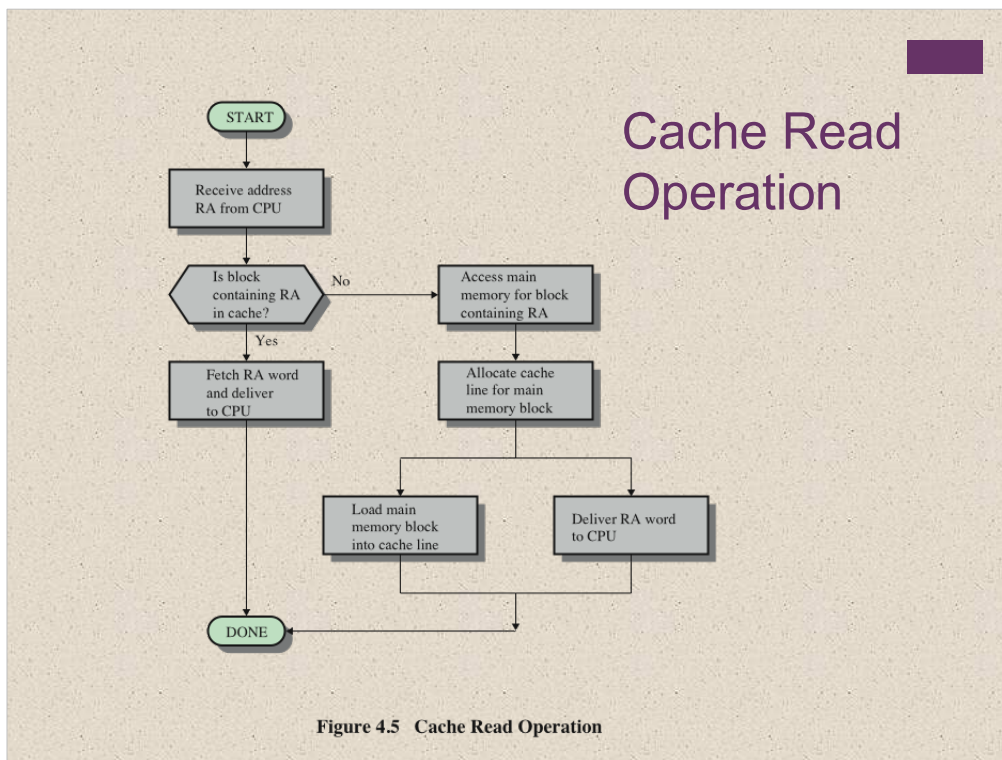 Cache Read
Operation
START
Receive address
RA from CPU
Is block
containing RA
in cache?
No
Yes
Access main
memory for block
containing RA
Fetch RA word
and deliver
to CPU
Allocate cache
line for main
memory block
Load main
memory block
into cache line
Deliver RA word
to CPU
DONE
Figure 4.5 Cache Read Operation